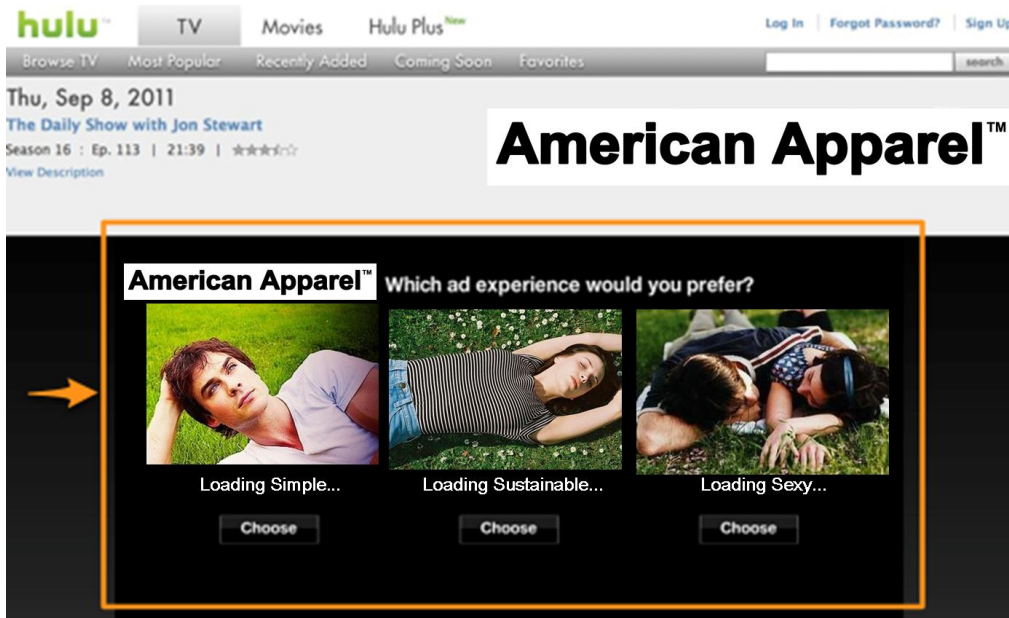 hulu™ TV Movies Hulu Plus New Log In | Forgot Password? | Sign Up
Browse TV Most Popular Recently Added Coming Soon Favorites search
Thu, Sep 8, 2011
The Daily Show with Jon Stewart
Season 16 : Ep. 113 | 21:39 |
View Description
American Apparel™
American Apparel™ Which ad experience would you prefer?
Loading Simple... Loading Sustainable... Loading Sexy...
Choose Choose Choose